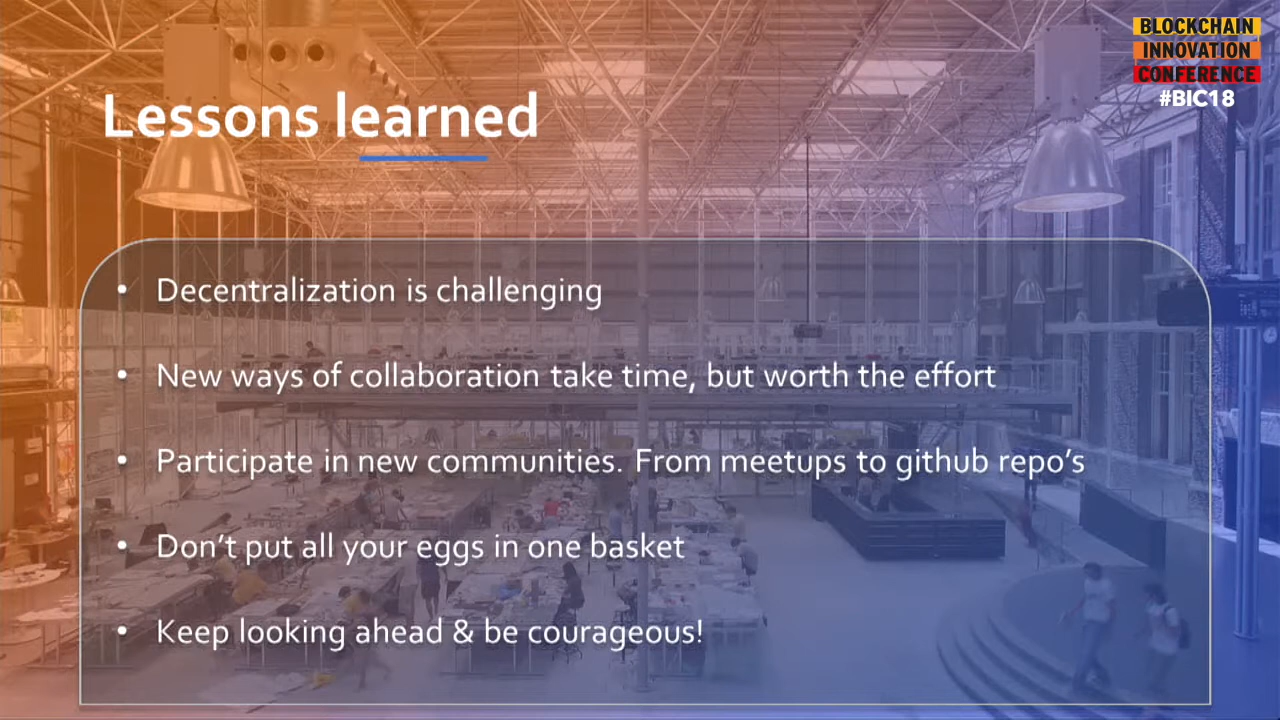 BLOCKCHAIN
INNOVATION
CONFERENCE
#BIC18
Lessons learned
• Decentralization is challenging
• New ways of collaboration take time, but worth the effort
• Participate in new communities. From meetups to github repo’s
• Don’t put all your eggs in one basket
• Keep looking ahead & be courageous!